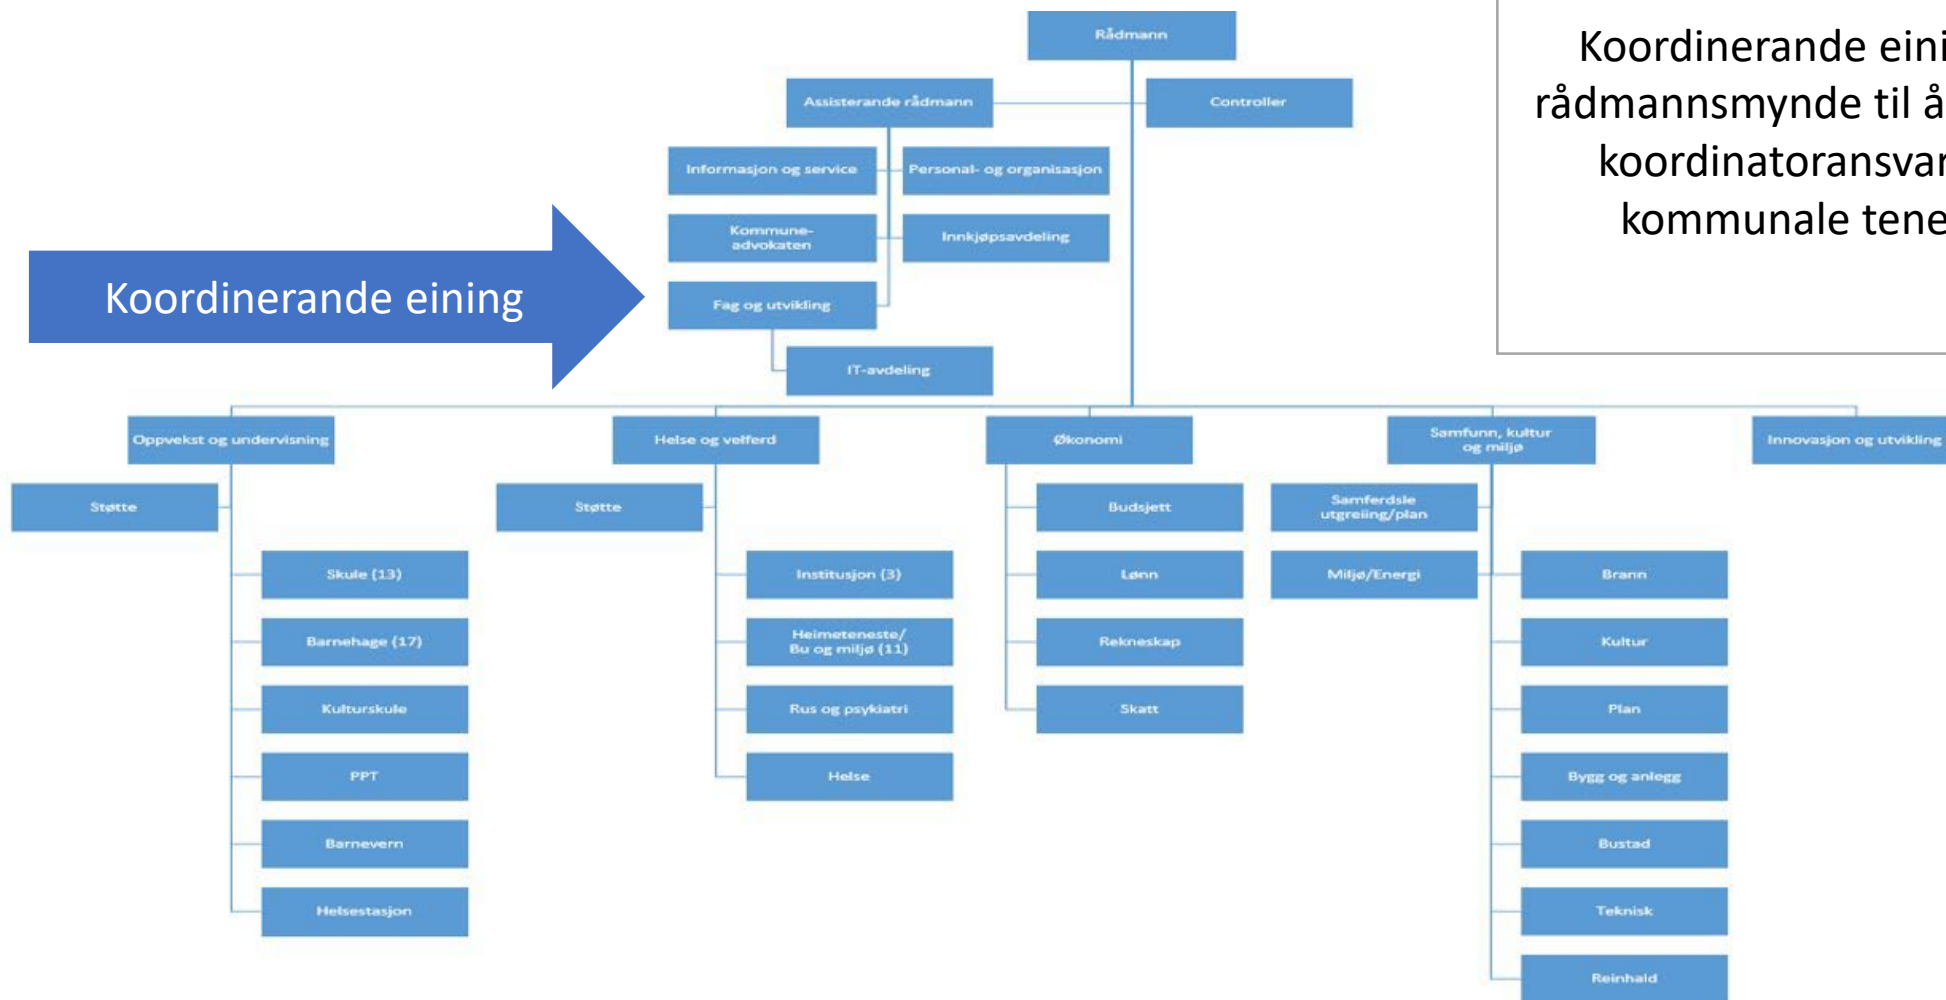 Rådmann
Koordinerande
rådmannsmynde til å
koordinatoransvar
kommunale
Assisterande rådmann
Controller
Informasjon og service
Personal- og organisasjon
Kommune-
advokaten
Innkjøpsavdeling
Koordinerande eining
Fag og utvikling
IT-avdeling
Oppvekst og undervisning
Helse og velferd
Økonomi
Samfunn, kultur
og miljø
Innovasjon og utvikling
Støtte
Skule (13)
Barnehage (17)
Kulturskule
PPT
Barnevern
Helsestasjon
Støtte
Institusjon (3)
Heimeteneste/
Bu og miljø (11)
Rus og psykiatri
Helse
Budsjett
Lønn
Rekneskap
Skatt
Samferdsle
utgreiing/plan
Miljø/Energi
Brann
Kultur
Plan
Bygg og anlegg
Bustad
Teknisk
Reinhald